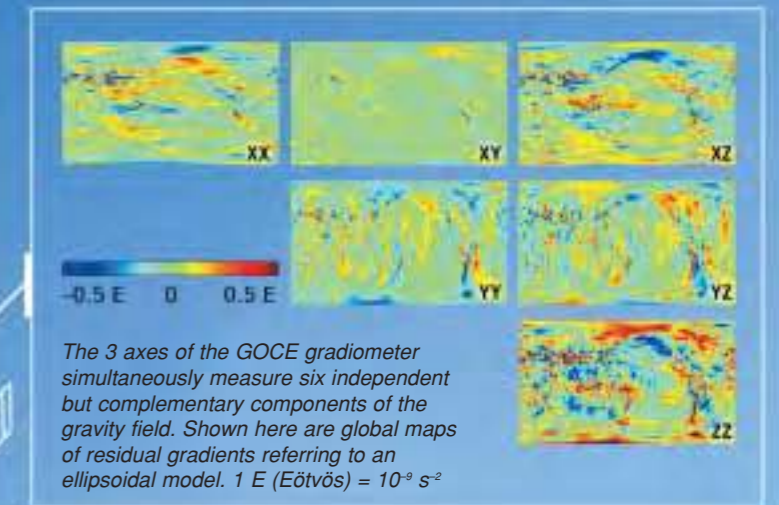 XX
XY
XZ
YY
YZ
–0.5 E 0 0.5 E
ZZ
The 3 axes of the GOCE gradiometer
simultaneously measure six independent
but complementary components of the
gravity field. Shown here are global maps
of residual gradients referring to an
ellipsoidal model. 1 E (Eötvös) = 10⁻⁹ s⁻²